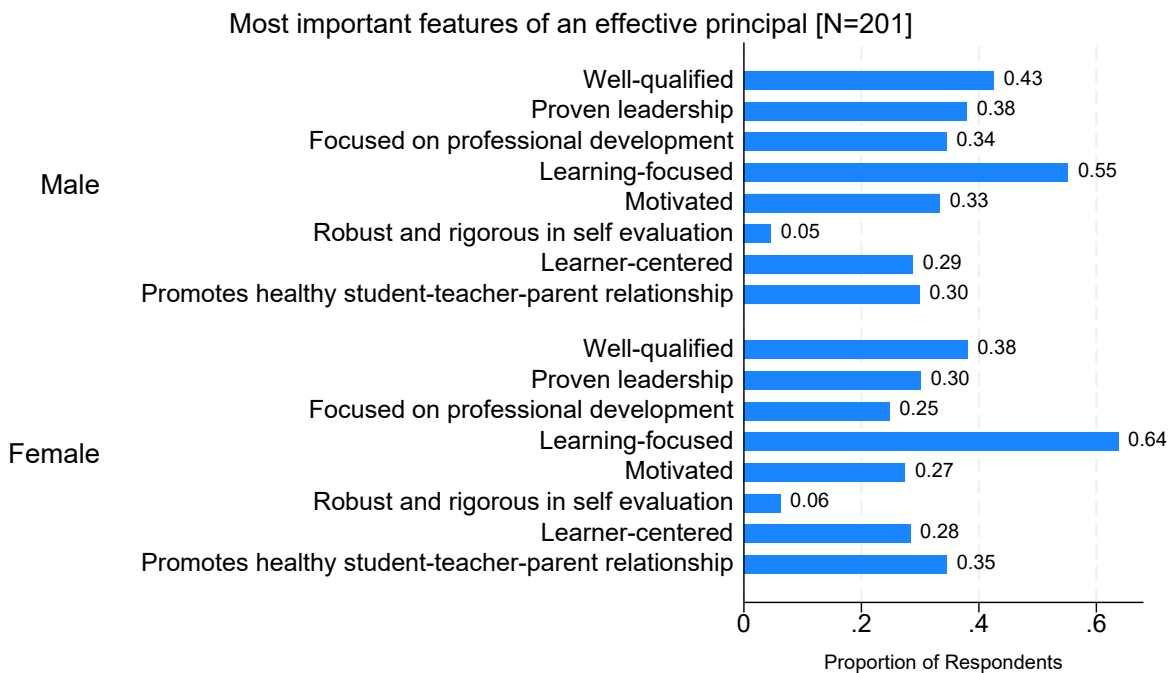 Most important features of an effective principal [N=201]
Male
Well-qualified 0.43
Proven leadership 0.38
Focused on professional development 0.34
Learning-focused 0.55
Motivated 0.33
Robust and rigorous in self evaluation 0.05
Learner-centered 0.29
Promotes healthy student-teacher-parent relationship 0.30
Female
Well-qualified 0.38
Proven leadership 0.30
Focused on professional development 0.25
Learning-focused 0.64
Motivated 0.27
Robust and rigorous in self evaluation 0.06
Learner-centered 0.28
Promotes healthy student-teacher-parent relationship 0.35
0 .2 .4 .6
Proportion of Respondents